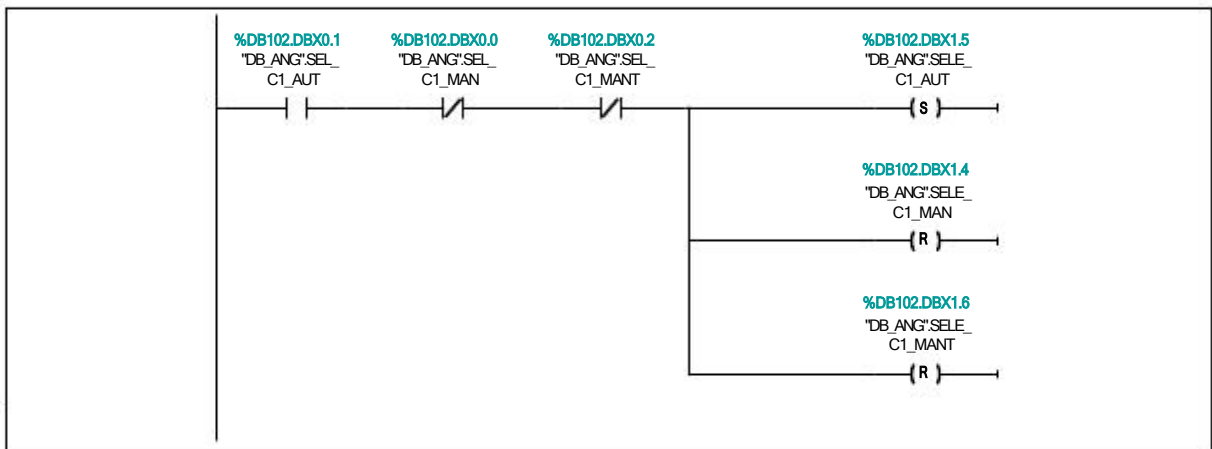 %DB102.DBX0.1 %DB102.DBX0.0 %DB102.DBX0.2 %DB102.DBX1.5
"DB_ANG".SEL_ "DB_ANG".SEL_ "DB_ANG".SEL_ "DB_ANG".SELE_
C1_AUT C1_MAN C1_MANT C1_AUT
S
%DB102.DBX1.4
"DB_ANG".SELE_
C1_MAN
R
%DB102.DBX1.6
"DB_ANG".SELE_
C1_MANT
R